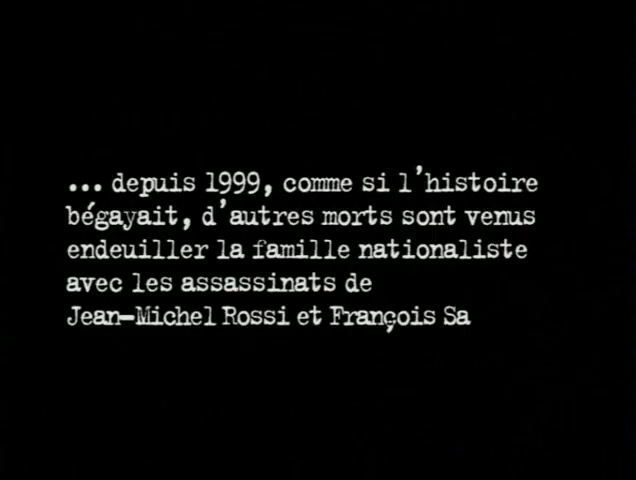 ... depuis 1999, comme si l'histoire
bégayait, d'autres morts sont venus
endeuiller la famille nationaliste
avec les assassinats de
Jean-Michel Rossi et François Sa